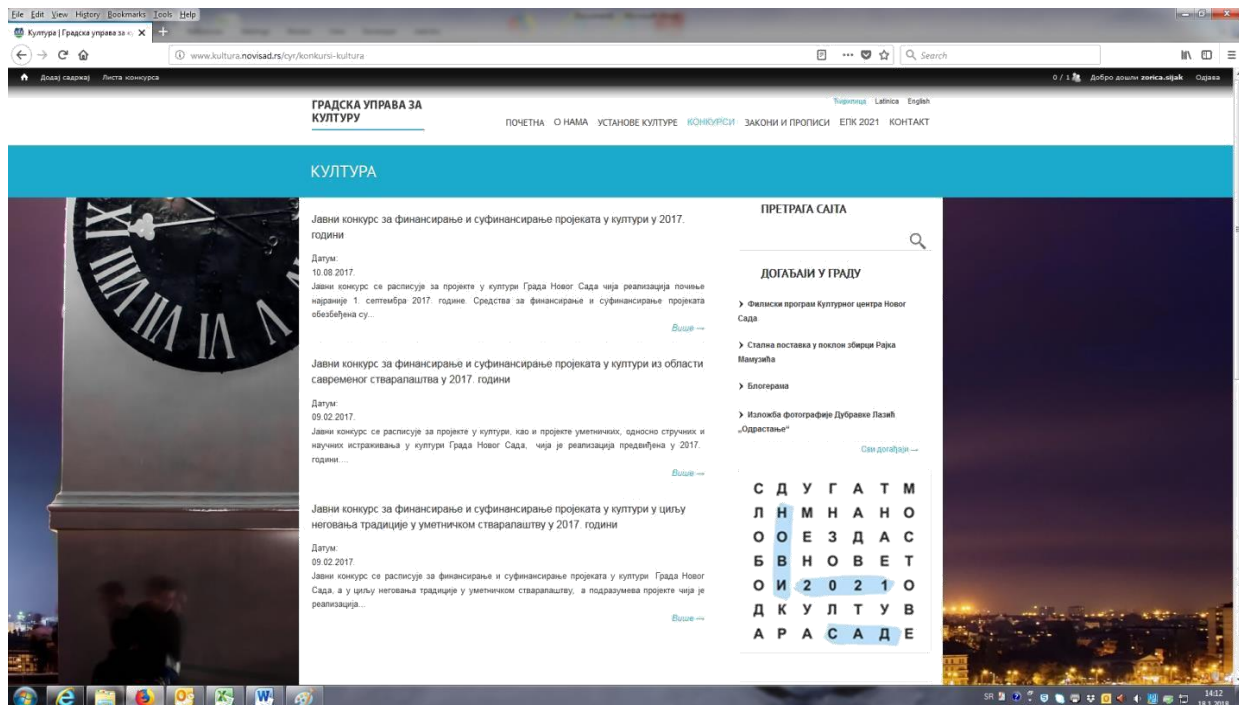 File Edit View History Bookmarks Tools Help
Култура | Градска управа за
www.kultura.novisad.rs/cyr/konkursi-kultura
Search
Додај садржај Листа конкурса
0 / 1 Добро дошли zorica.sijak Одјава
Ћирилица Latinica English
ГРАДСКА УПРАВА ЗА
КУЛТУРУ
ПОЧЕТНА О НАМА УСТАНОВЕ КУЛТУРЕ КОНКУРСИ ЗАКОНИ И ПРОПИСИ ЕПК 2021 КОНТАКТ
КУЛТУРА
Јавни конкурс за финансирање и суфинансирање пројеката у култури у 2017.
години
Датум:
10.08.2017.
Јавни конкурс се расписује за пројекте у култури Града Новог Сада чија реализација почиње
најраније 1. септембра 2017. године. Средства за финансирање и суфинансирање пројеката
обезбеђена су...
Више
Јавни конкурс за финансирање и суфинансирање пројеката у култури из области
савременог стваралаштва у 2017. години
Датум:
09.02.2017.
Јавни конкурс се расписује за пројекте у култури, као и пројекте уметничких, односно стручних и
научних истраживања у култури Града Новог Сада, чија је реализација предвиђена у 2017.
години....
Више
Јавни конкурс за финансирање и суфинансирање пројеката у култури у циљу
неговања традиције у уметничком стваралаштву у 2017. години
Датум:
09.02.2017.
Јавни конкурс се расписује за финансирање и суфинансирање пројеката у култури Града Новог
Сада, а у циљу неговања традиције у уметничком стваралаштву, а подразумева пројекте чија је
реализација...
Више
ПРЕТРАГА САЈТА
ДОГАЂАЈИ У ГРАДУ
Филмски програм Културног центра Новог
Сада
Стална поставка у поклон збирци Рајка
Мамузића
Блогерама
Изложба фотографије Дубравке Лазић
„Одрастање“
Сви догађаји
С Д У Г А Т М
Л Н М Н А Н О
О О Е З Д А С
Б В Н О В Е Т
О И 2 0 2 1 О
Д К У Л Т У В
А Р А С А Д Е
SR
14:12
18.1.2018